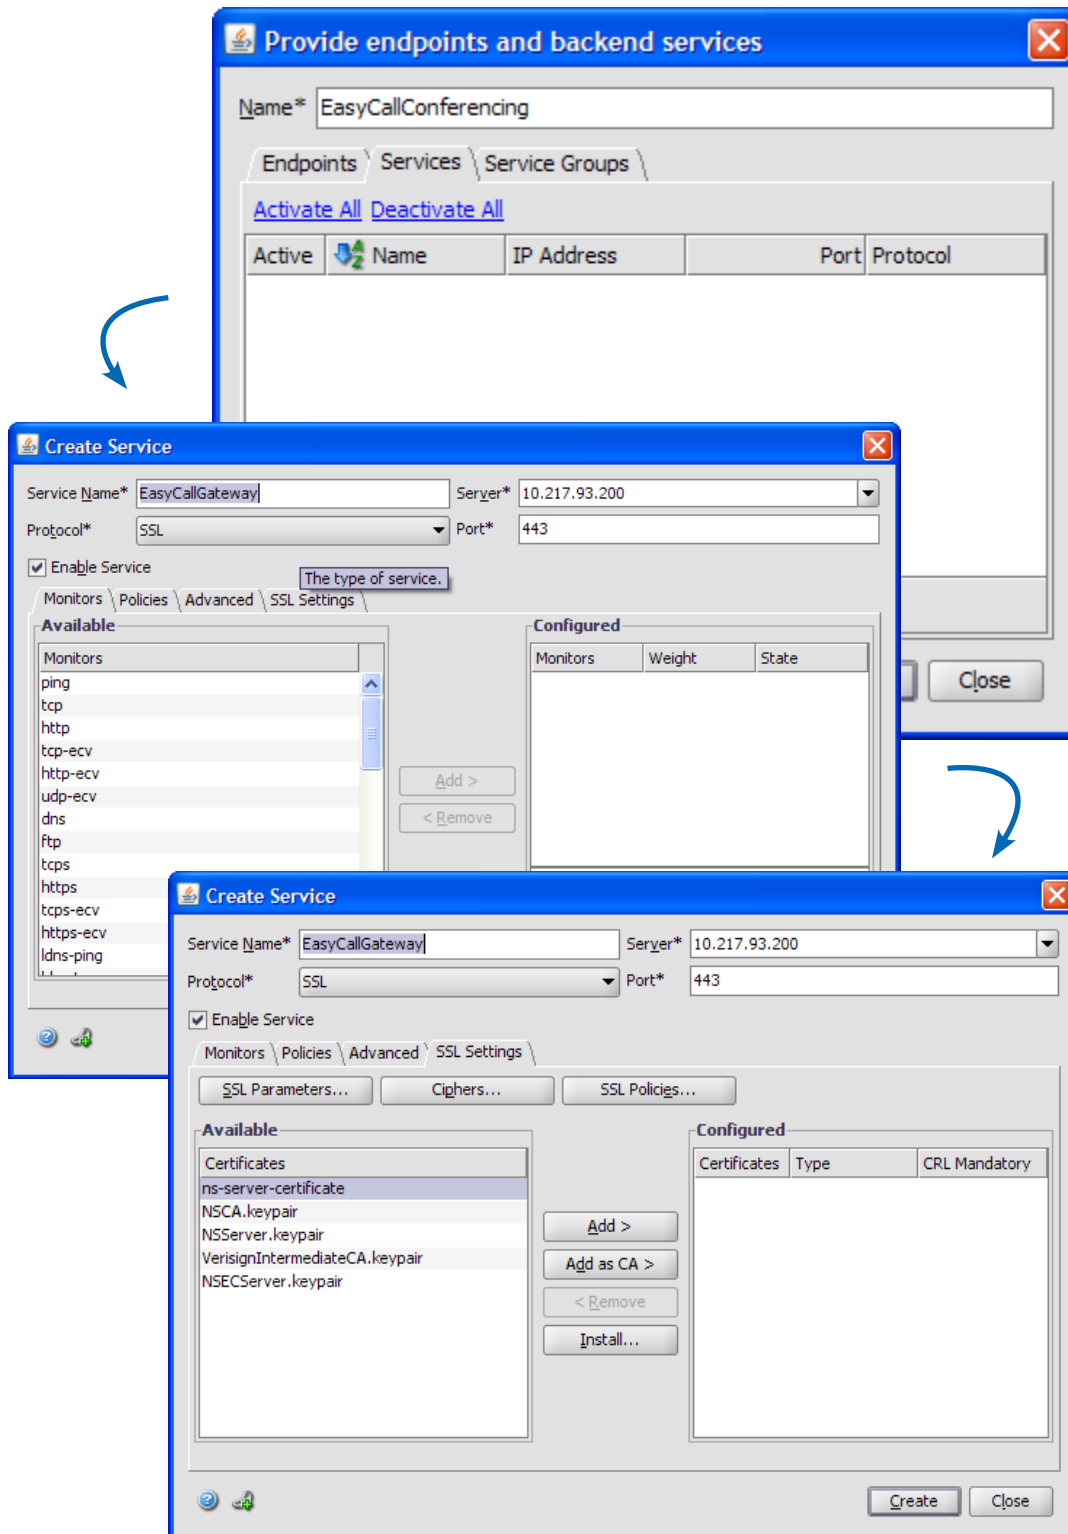 Provide endpoints and backend services
Name* EasyCallConferencing
Endpoints Services Service Groups
Activate All Deactivate All
Active Name IP Address Port Protocol
Close
Create Service
Service Name* EasyCallGateway Server* 10.217.93.200
Protocol* SSL Port* 443
Enable Service
The type of service.
Monitors Policies Advanced SSL Settings
Available Configured
Monitors Monitors Weight State
ping
tcp
http
tcp-ecv
http-ecv
Add >
udp-ecv
dns
< Remove
ftp
tcps
https
tcps-ecv
https-ecv
ldns-ping
Create Service
Service Name* EasyCallGateway Server* 10.217.93.200
Protocol* SSL Port* 443
Enable Service
Monitors Policies Advanced SSL Settings
SSL Parameters... Ciphers... SSL Policies...
Available Configured
Certificates Certificates Type CRL Mandatory
ns-server-certificate
NSCA.keypair
NSServer.keypair
VerisignIntermediateCA.keypair
NSECServer.keypair
Add >
Add as CA >
< Remove
Install...
Create Close